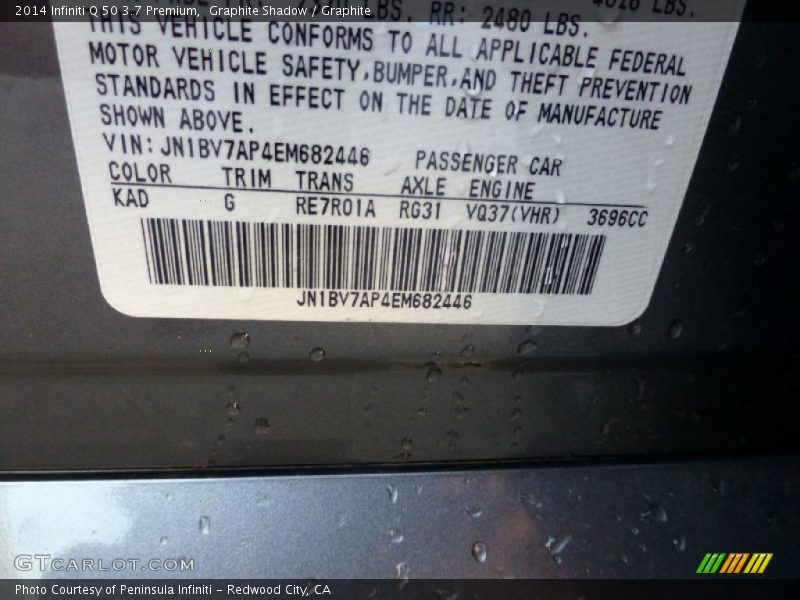 2014 Infiniti Q 50 3.7 Premium, Graphite Shadow / Graphite
LBS. RR: 2480 LBS. LBS.
THIS VEHICLE CONFORMS TO ALL APPLICABLE FEDERAL
MOTOR VEHICLE SAFETY,BUMPER,AND THEFT PREVENTION
STANDARDS IN EFFECT ON THE DATE OF MANUFACTURE
SHOWN ABOVE.
VIN: JN1BV7AP4EM682446 PASSENGER CAR
COLOR TRIM TRANS AXLE ENGINE
KAD G RE7R01A RG31 VQ37(VHR) 3696CC
JN1BV7AP4EM682446
GTCARLOT.COM
Photo Courtesy of Peninsula Infiniti - Redwood City, CA